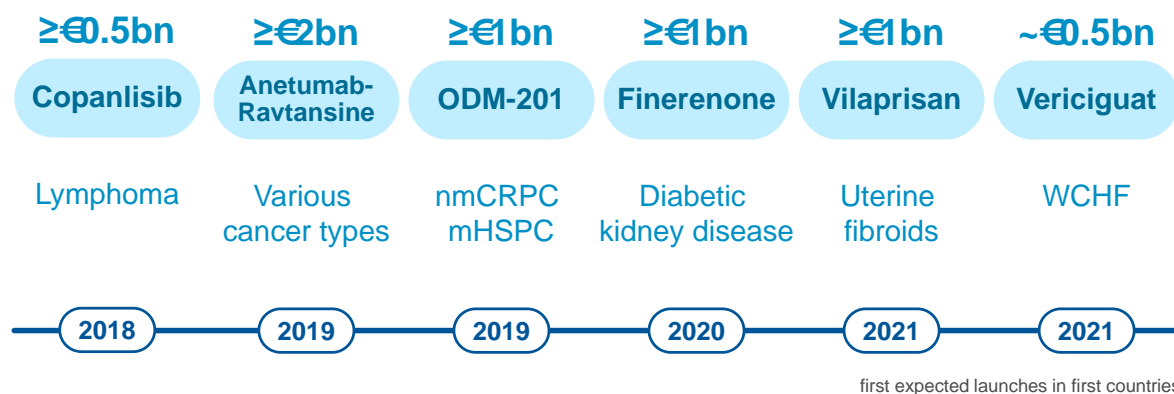 ≥€0.5bn ≥€2bn ≥€1bn ≥€1bn ≥€1bn ~€0.5bn
Copanlisib
Anetumab-
Ravtansine
ODM-201
Finerenone
Vilaprisan
Vericiguat
Lymphoma
Various
cancer types
nmCRPC
mHSPC
Diabetic
kidney disease
Uterine
fibroids
WCHF
2018 2019 2019 2020 2021 2021
first expected launches in first countries